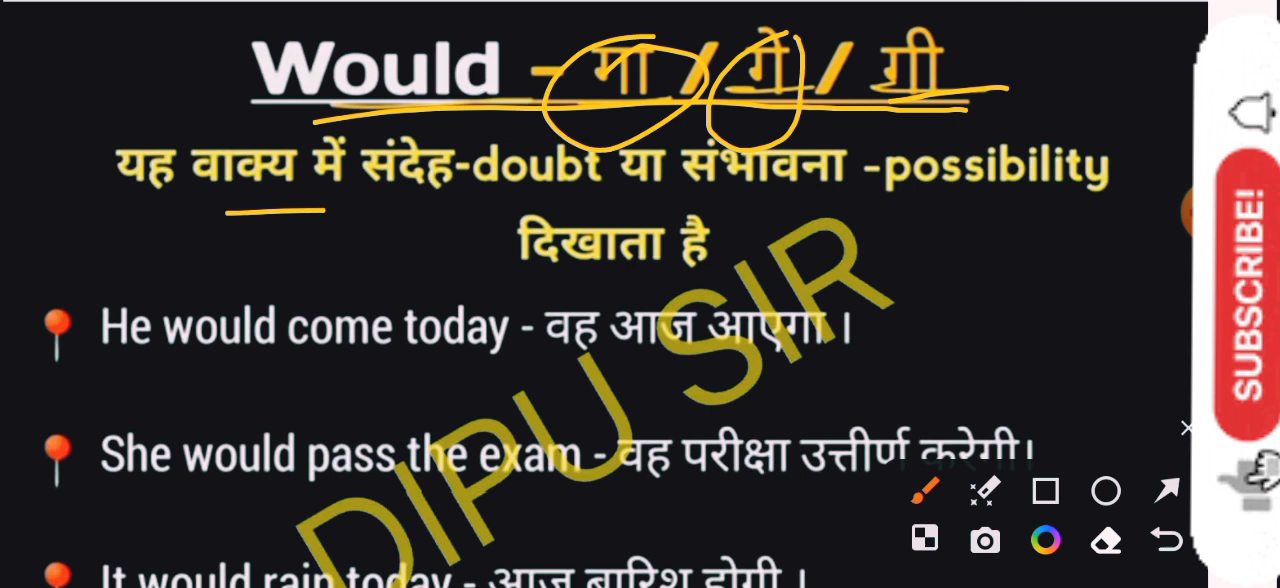 Would - गा / गे / गी
यह वाक्य में संदेह-doubt या संभावना -possibility
दिखाता है
He would come today - वह आज आएगा ।
She would pass the exam - वह परीक्षा उत्तीर्ण करेगी।
It would rain today - आज बारिश होगी ।
DIPU SIR
SUBSCRIBE!